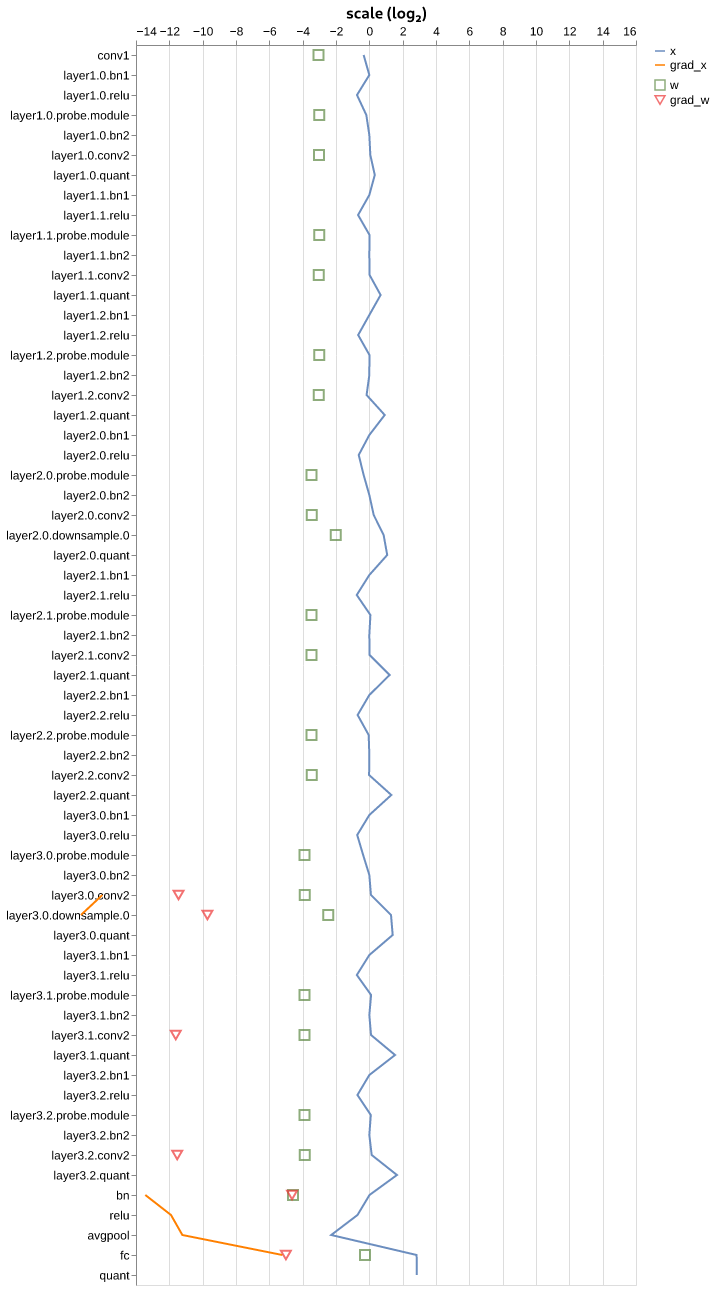 scale (log₂)
−14 −12 −10 −8 −6 −4 −2 0 2 4 6 8 10 12 14 16
x
grad_x
w
grad_w
conv1
layer1.0.bn1
layer1.0.relu
layer1.0.probe.module
layer1.0.bn2
layer1.0.conv2
layer1.0.quant
layer1.1.bn1
layer1.1.relu
layer1.1.probe.module
layer1.1.bn2
layer1.1.conv2
layer1.1.quant
layer1.2.bn1
layer1.2.relu
layer1.2.probe.module
layer1.2.bn2
layer1.2.conv2
layer1.2.quant
layer2.0.bn1
layer2.0.relu
layer2.0.probe.module
layer2.0.bn2
layer2.0.conv2
layer2.0.downsample.0
layer2.0.quant
layer2.1.bn1
layer2.1.relu
layer2.1.probe.module
layer2.1.bn2
layer2.1.conv2
layer2.1.quant
layer2.2.bn1
layer2.2.relu
layer2.2.probe.module
layer2.2.bn2
layer2.2.conv2
layer2.2.quant
layer3.0.bn1
layer3.0.relu
layer3.0.probe.module
layer3.0.bn2
layer3.0.conv2
layer3.0.downsample.0
layer3.0.quant
layer3.1.bn1
layer3.1.relu
layer3.1.probe.module
layer3.1.bn2
layer3.1.conv2
layer3.1.quant
layer3.2.bn1
layer3.2.relu
layer3.2.probe.module
layer3.2.bn2
layer3.2.conv2
layer3.2.quant
bn
relu
avgpool
fc
quant